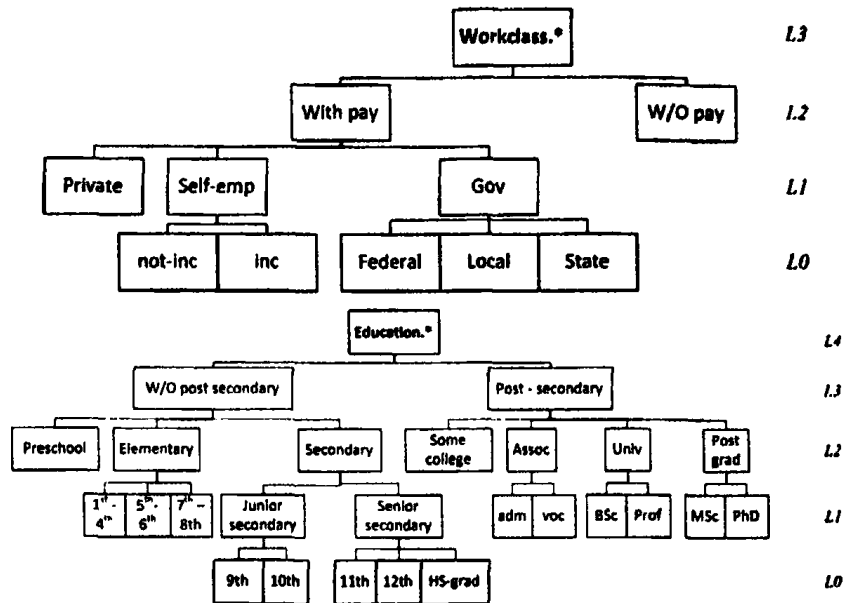 Workclass.*
L3
With pay
W/O pay
L2
Private
Self-emp
Gov
L1
not-inc
inc
Federal
Local
State
L0
Education.*
L4
W/O post secondary
Post - secondary
L3
Preschool
Elementary
Secondary
Some
college
Assoc
Univ
Post
grad
L2
1st -
4th
5th -
6th
7th –
8th
Junior
secondary
Senior
secondary
adm
voc
BSc
Prof
MSc
PhD
L1
9th
10th
11th
12th
HS-grad
L0